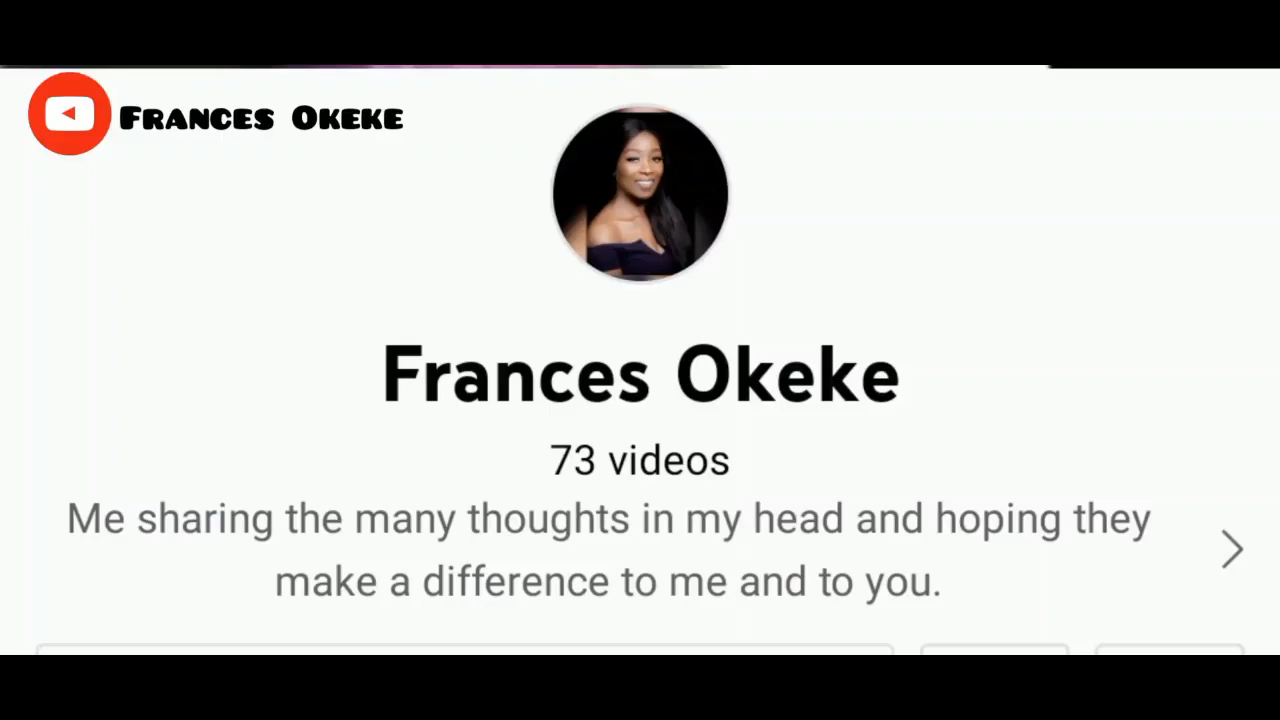 Frances Okeke
Frances Okeke
73 videos
Me sharing the many thoughts in my head and hoping they
make a difference to me and to you.